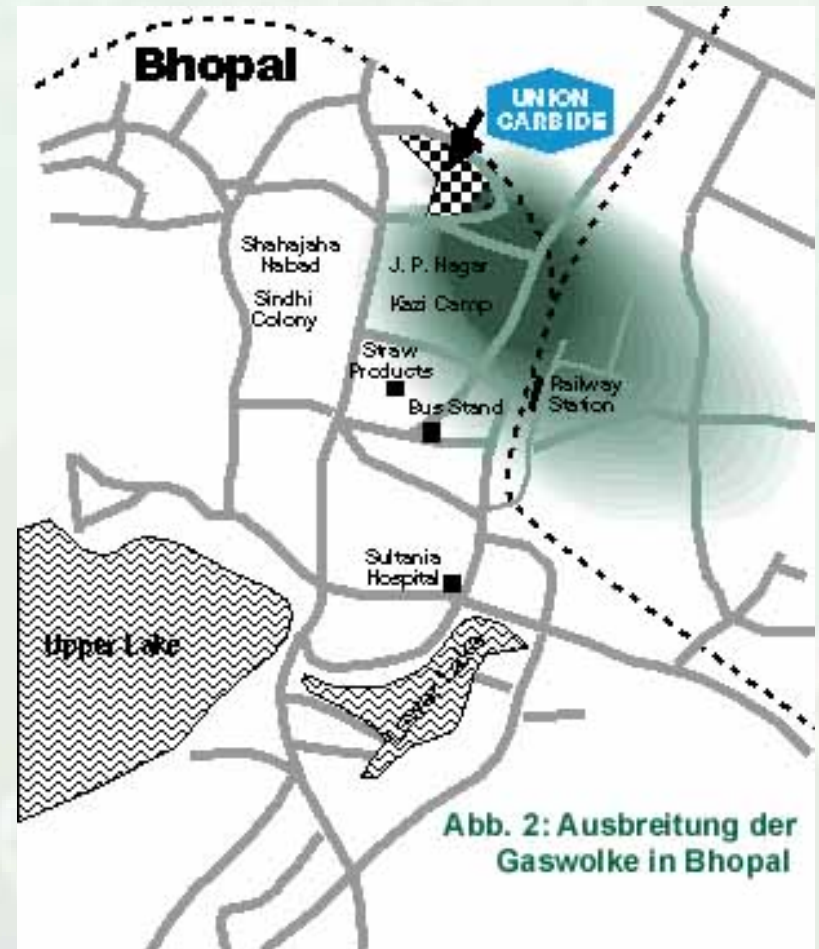 Bhopal
UNION
CARBIDE
Shahajaha
Nabad
J. P. Nagar
Sindhi
Colony
Kazi Camp
Straw
Products
Bus Stand
Railway
Station
Sultania
Hospital
Upper Lake
Lower Lake
Abb. 2: Ausbreitung der
Gaswolke in Bhopal